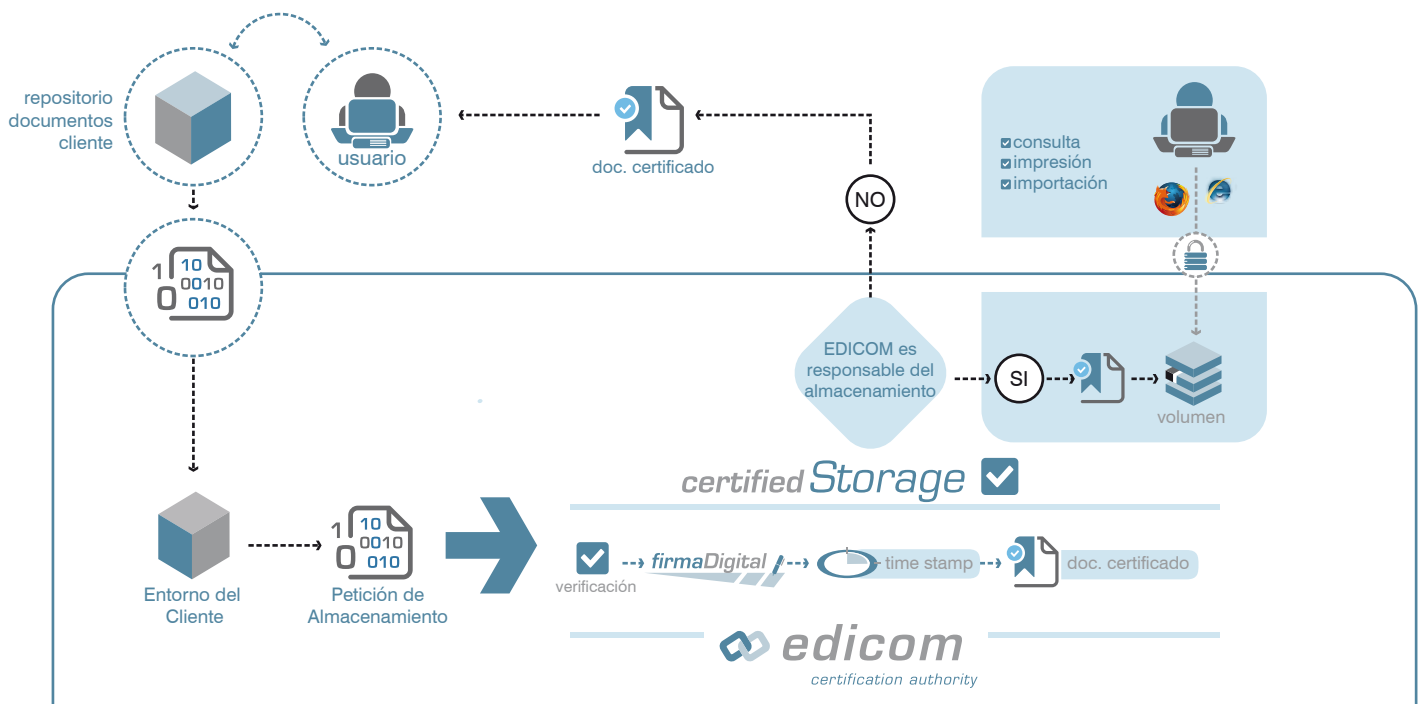 repositorio
documentos
cliente
usuario
doc. certificado
NO
consulta
impresión
importación
1
10
0010
0
010
EDICOM es
responsable del
almacenamiento
SI
volumen
certified Storage
1
10
0010
0
010
Entorno del
Cliente
Petición de
Almacenamiento
verificación
firmaDigital
time stamp
doc. certificado
edicom
certification authority